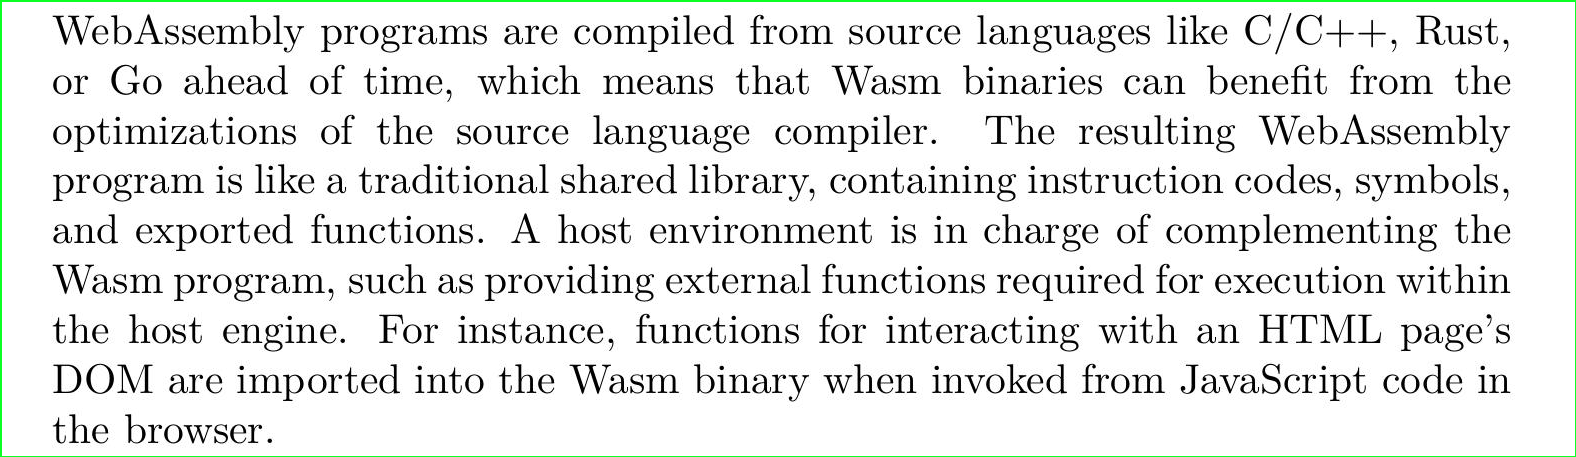 WebAssembly programs are compiled from source languages like C/C++, Rust,
or Go ahead of time, which means that Wasm binaries can benefit from the
optimizations of the source language compiler. The resulting WebAssembly
program is like a traditional shared library, containing instruction codes, symbols,
and exported functions. A host environment is in charge of complementing the
Wasm program, such as providing external functions required for execution within
the host engine. For instance, functions for interacting with an HTML page's
DOM are imported into the Wasm binary when invoked from JavaScript code in
the browser.